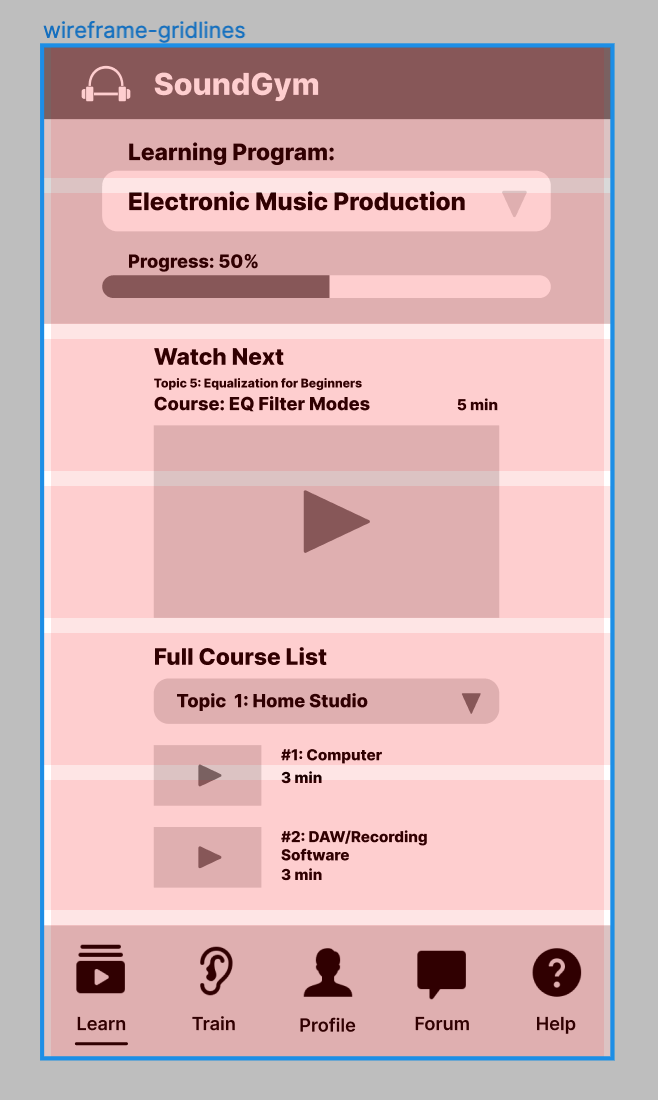 wireframe-gridlines
SoundGym
Learning Program:
Electronic Music Production
Progress: 50%
Watch Next
Topic 5: Equalization for Beginners
Course: EQ Filter Modes 5 min
Full Course List
Topic 1: Home Studio
#1: Computer
3 min
#2: DAW/Recording
Software
3 min
Learn Train Profile Forum Help